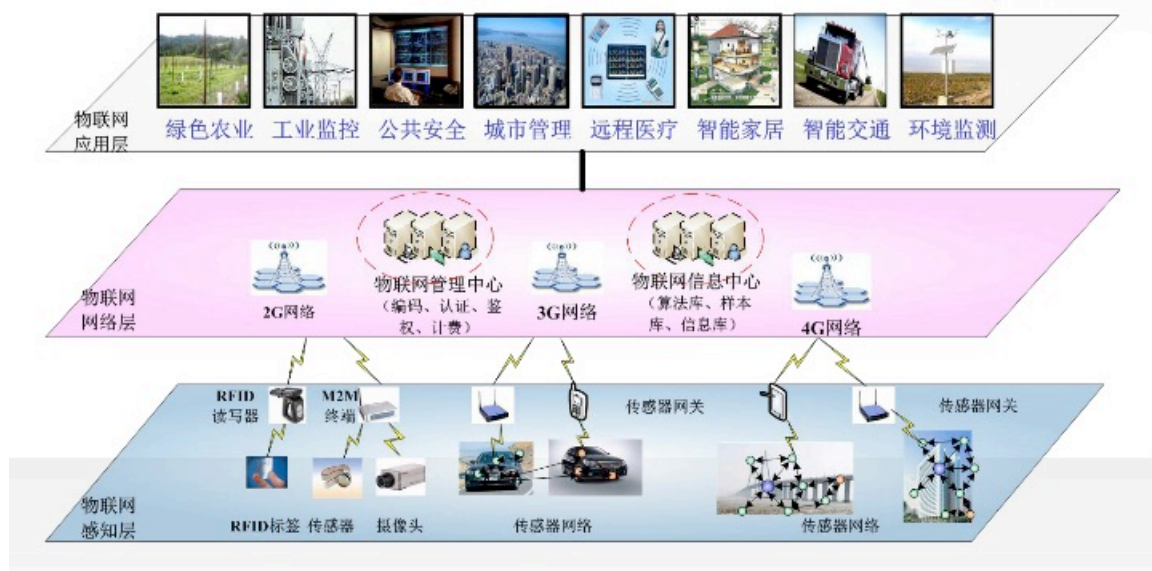 物联网
应用层
绿色农业 工业监控 公共安全 城市管理 远程医疗 智能家居 智能交通 环境监测
物联网
网络层
2G网络
物联网管理中心
（编码、认证、鉴
权、计费）
3G网络
物联网信息中心
（算法库、样本
库、信息库）
4G网络
RFID
读写器
M2M
终端
传感器网关
传感器网关
物联网
感知层
RFID标签 传感器 摄像头 传感器网络 传感器网络